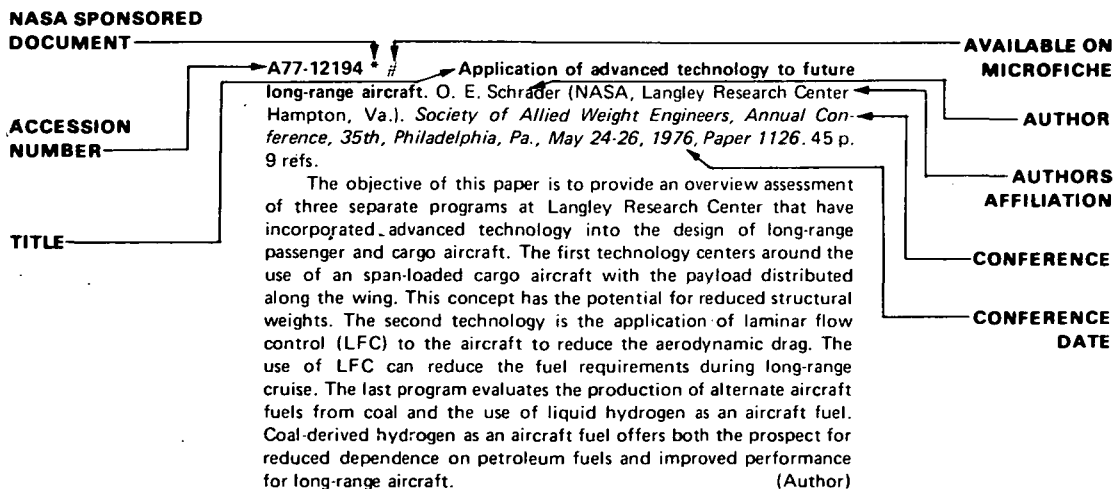 NASA SPONSORED
DOCUMENT
AVAILABLE ON
MICROFICHE
A77-12194 * # Application of advanced technology to future
long-range aircraft. O. E. Schrader (NASA, Langley Research Center
Hampton, Va.). Society of Allied Weight Engineers, Annual Con-
ference, 35th, Philadelphia, Pa., May 24-26, 1976, Paper 1126. 45 p.
9 refs.
ACCESSION
NUMBER
AUTHOR
AUTHORS
AFFILIATION
TITLE
CONFERENCE
CONFERENCE
DATE
The objective of this paper is to provide an overview assessment
of three separate programs at Langley Research Center that have
incorporated advanced technology into the design of long-range
passenger and cargo aircraft. The first technology centers around the
use of an span-loaded cargo aircraft with the payload distributed
along the wing. This concept has the potential for reduced structural
weights. The second technology is the application of laminar flow
control (LFC) to the aircraft to reduce the aerodynamic drag. The
use of LFC can reduce the fuel requirements during long-range
cruise. The last program evaluates the production of alternate aircraft
fuels from coal and the use of liquid hydrogen as an aircraft fuel.
Coal-derived hydrogen as an aircraft fuel offers both the prospect for
reduced dependence on petroleum fuels and improved performance
for long-range aircraft. (Author)